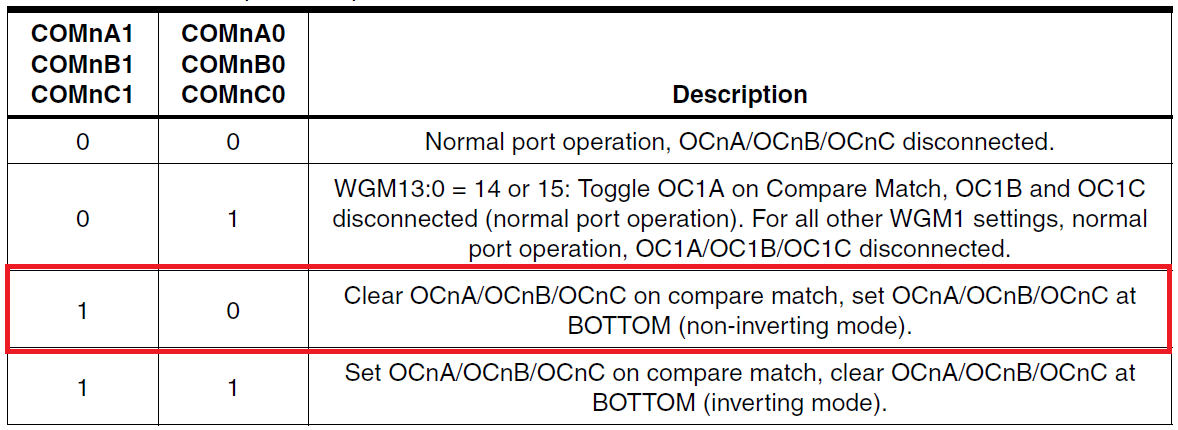 COMnA1 COMnA0
COMnB1 COMnB0
COMnC1 COMnC0 Description
0 0 Normal port operation, OCnA/OCnB/OCnC disconnected.
WGM13:0 = 14 or 15: Toggle OC1A on Compare Match, OC1B and OC1C
0 1 disconnected (normal port operation). For all other WGM1 settings, normal
port operation, OC1A/OC1B/OC1C disconnected.
1 0 Clear OCnA/OCnB/OCnC on compare match, set OCnA/OCnB/OCnC at
BOTTOM (non-inverting mode).
1 1 Set OCnA/OCnB/OCnC on compare match, clear OCnA/OCnB/OCnC at
BOTTOM (inverting mode).